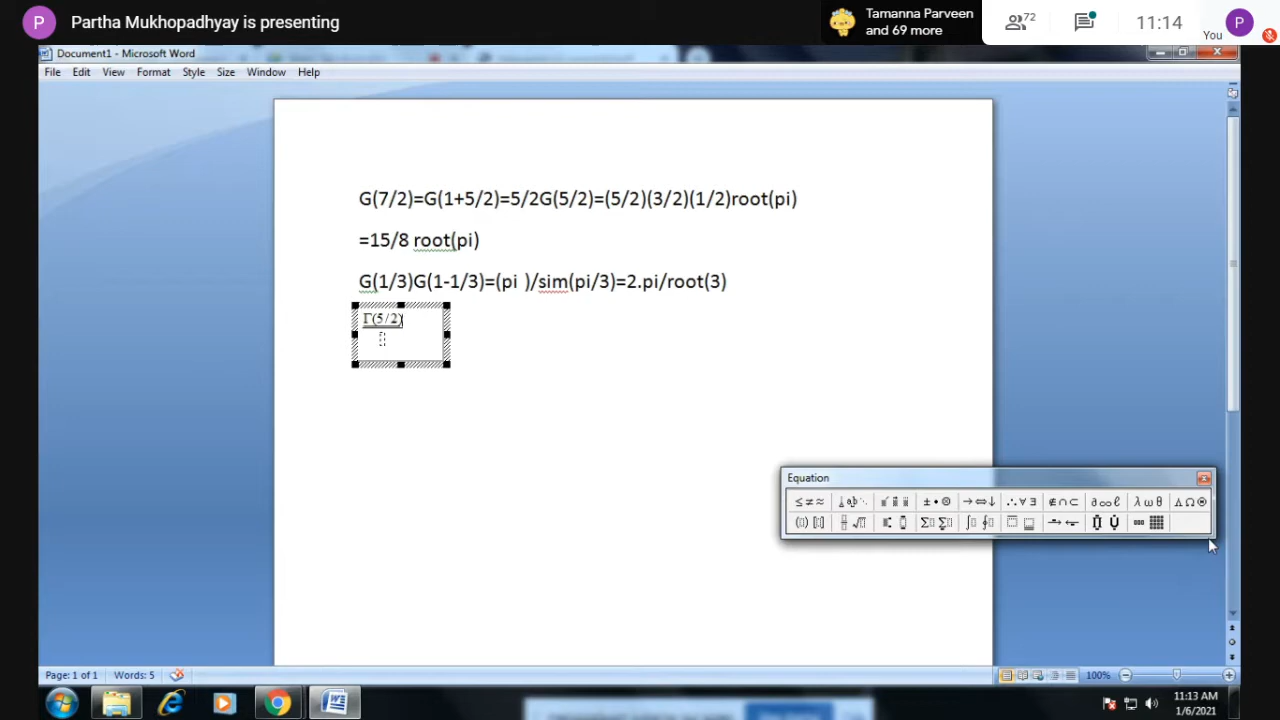 P Partha Mukhopadhyay is presenting
Tamanna Parveen
and 69 more
72
11:14
You
P
Document1 - Microsoft Word
File Edit View Format Style Size Window Help
G(7/2)=G(1+5/2)=5/2G(5/2)=(5/2)(3/2)(1/2)root(pi)
=15/8 root(pi)
G(1/3)G(1-1/3)=(pi )/sim(pi/3)=2.pi/root(3)
Γ(5/2)
Equation
≤≠≈ ±•⊗ →⇔↓ ∴∀∃ ∉∩⊂ ∂∞ℓ λωθ ΛΩ⊛
Page: 1 of 1 Words: 5 100%
11:13 AM
1/6/2021